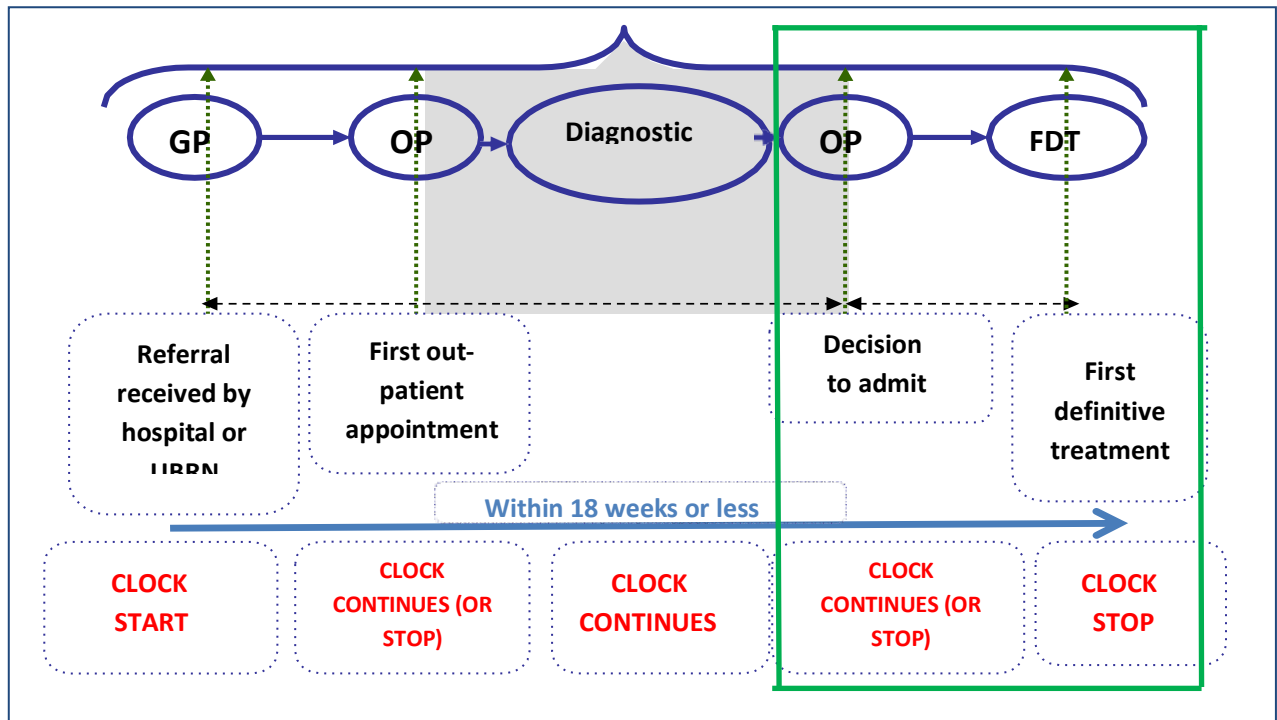 GP
OP
Diagnostic
OP
FDT
Referral
received by
hospital or
UBRN
First out-
patient
appointment
Decision
to admit
First
definitive
treatment
Within 18 weeks or less
CLOCK
START
CLOCK
CONTINUES (OR
STOP)
CLOCK
CONTINUES
CLOCK
CONTINUES (OR
STOP)
CLOCK
STOP